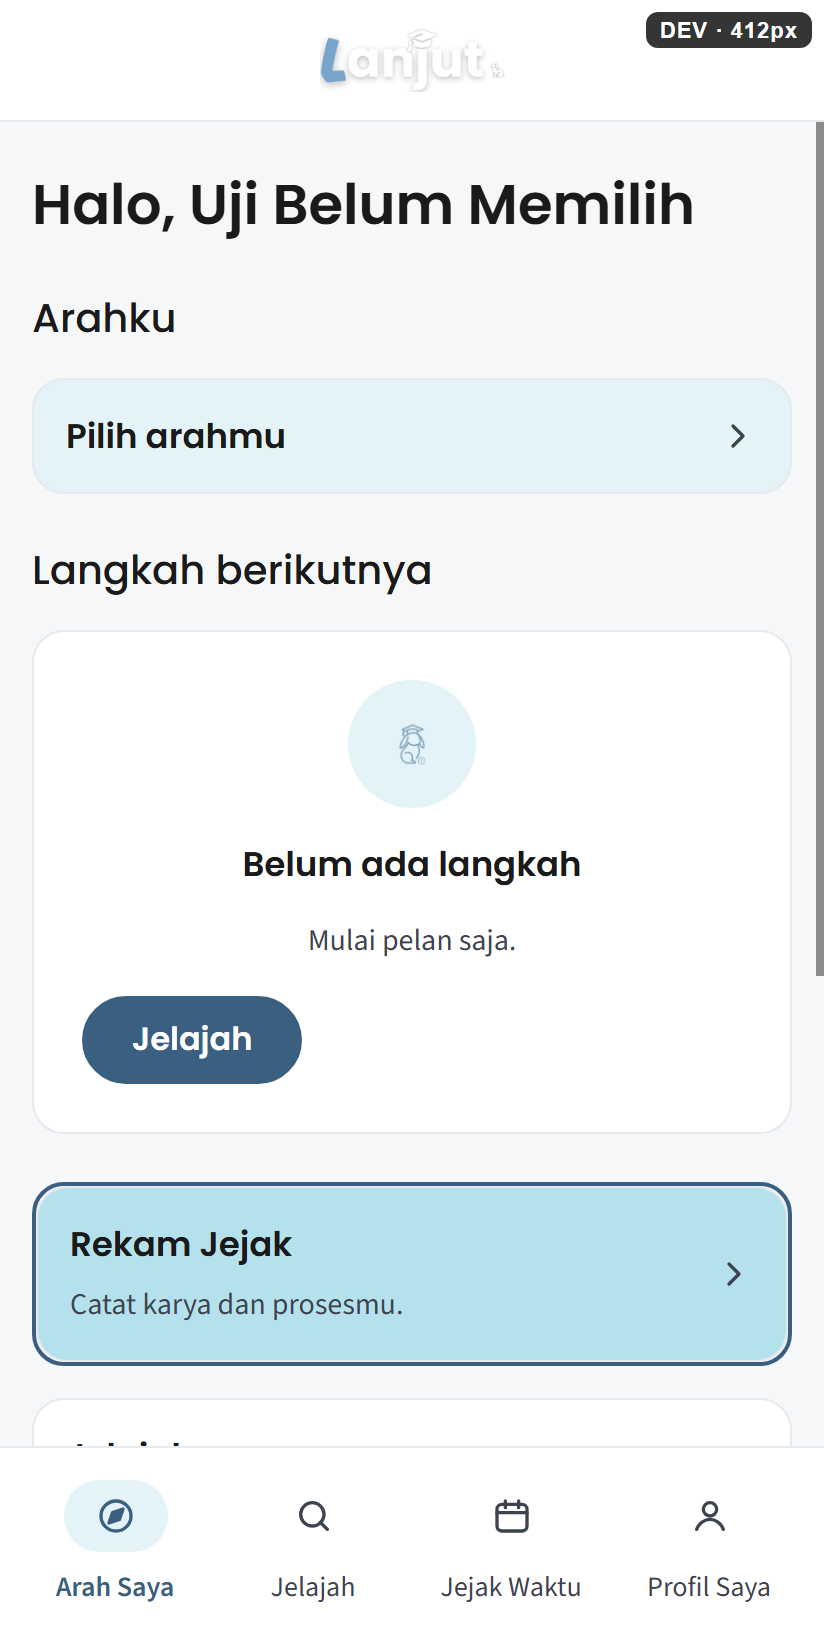 Lanjut
DEV · 412px
Halo, Uji Belum Memilih
Arahku
Pilih arahmu
Langkah berikutnya
Belum ada langkah
Mulai pelan saja.
Jelajah
Rekam Jejak
Catat karya dan prosesmu.
Arah Saya
Jelajah
Jejak Waktu
Profil Saya